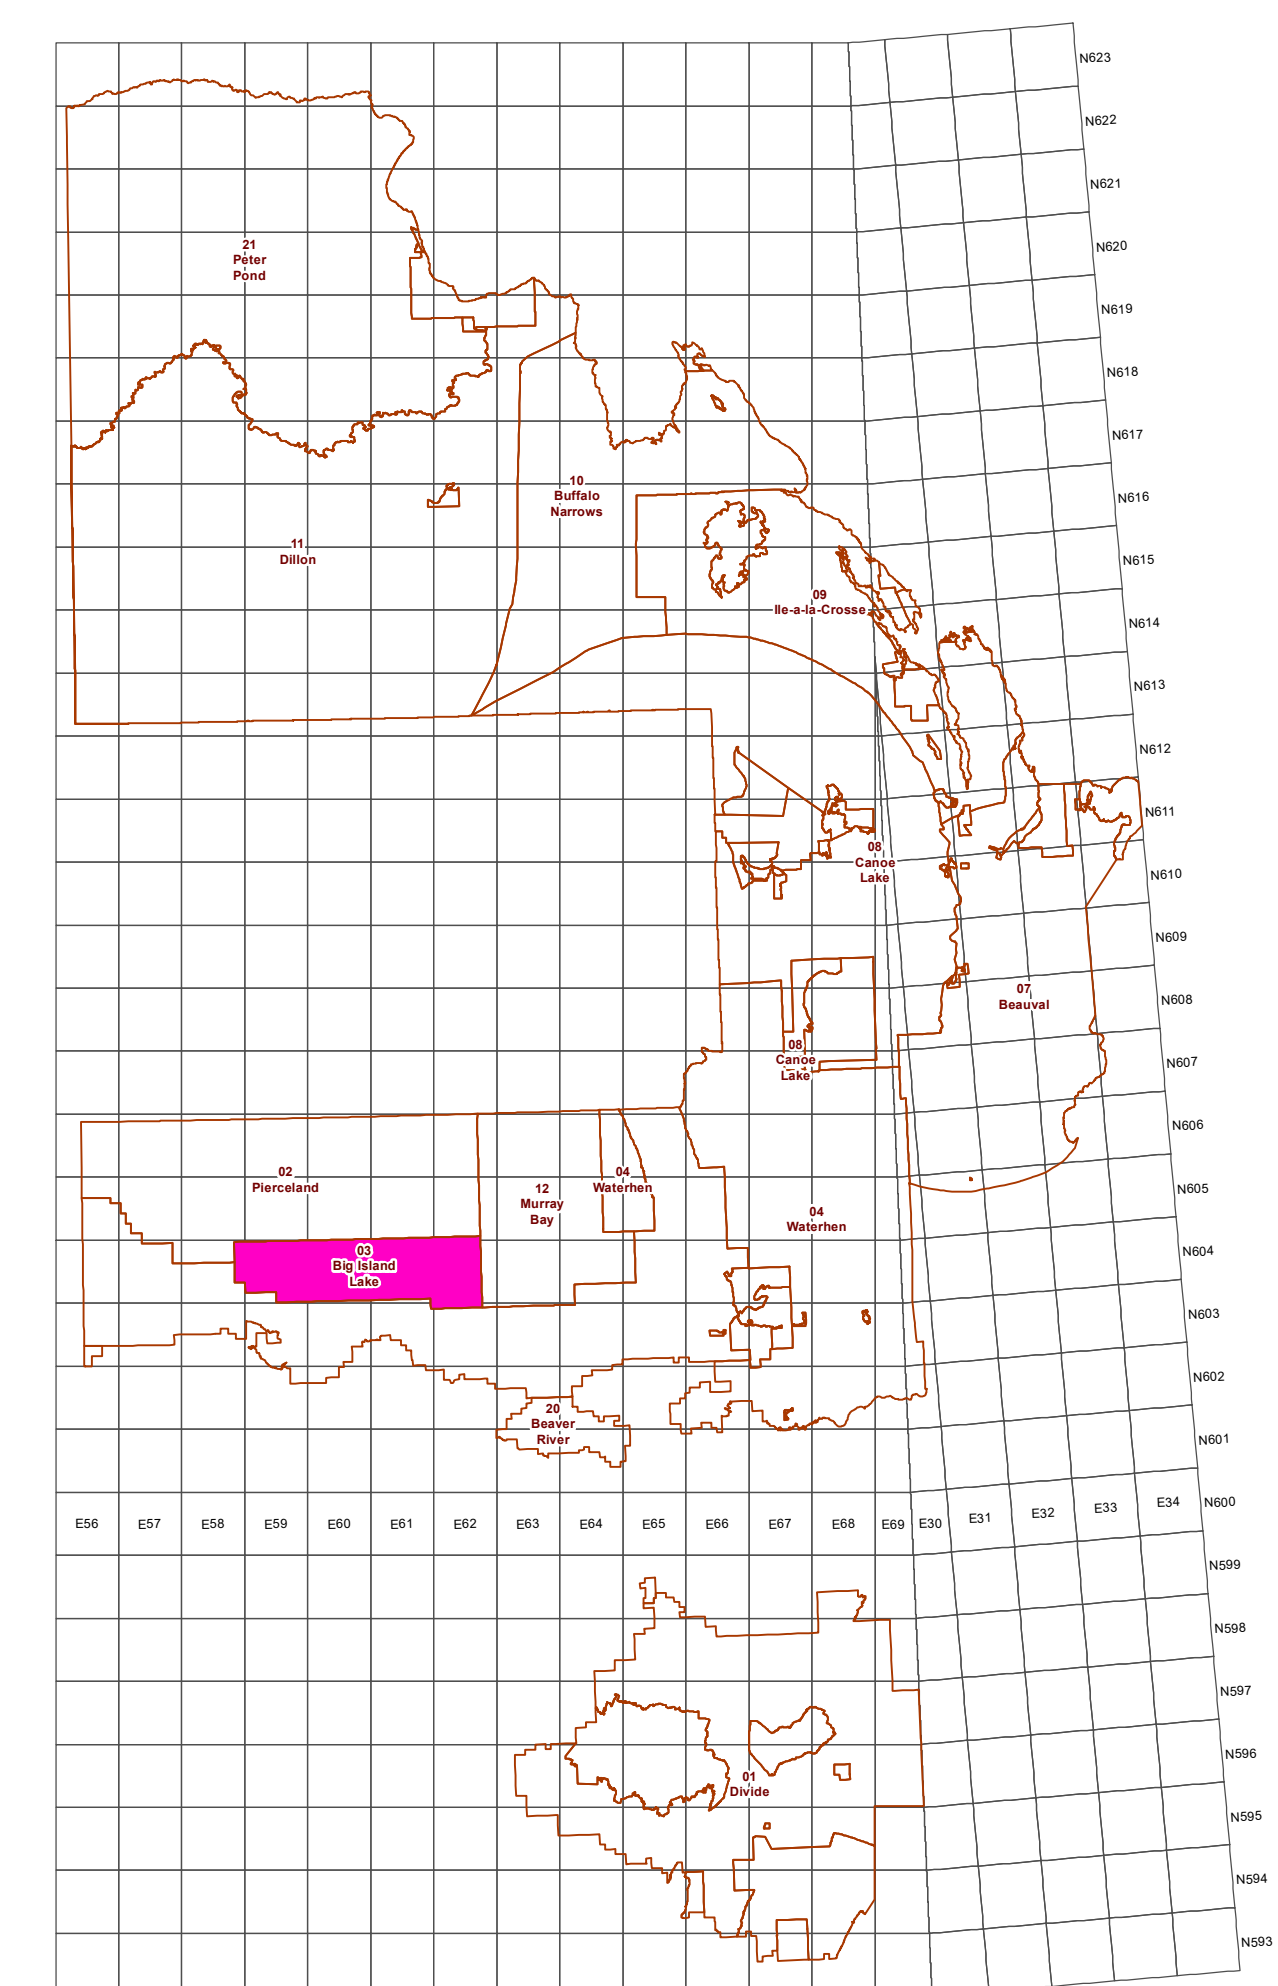 N623
N622
N621
N620
21
Peter
Pond
N619
N618
N617
10
Buffalo
Narrows
N616
11
Dillon
N615
09
Ile-a-la-Crosse
N614
N613
N612
N611
08
Canoe
Lake
N610
N609
07
Beauval
N608
08
Canoe
Lake
N607
N606
02
Pierceland
04
Waterhen
12
Murray
Bay
N605
04
Waterhen
N604
03
Big Island
Lake
N603
N602
20
Beaver
River
N601
N600
E56 E57 E58 E59 E60 E61 E62 E63 E64 E65 E66 E67 E68 E69 E30 E31 E32 E33 E34
N599
N598
N597
N596
01
Divide
N595
N594
N593